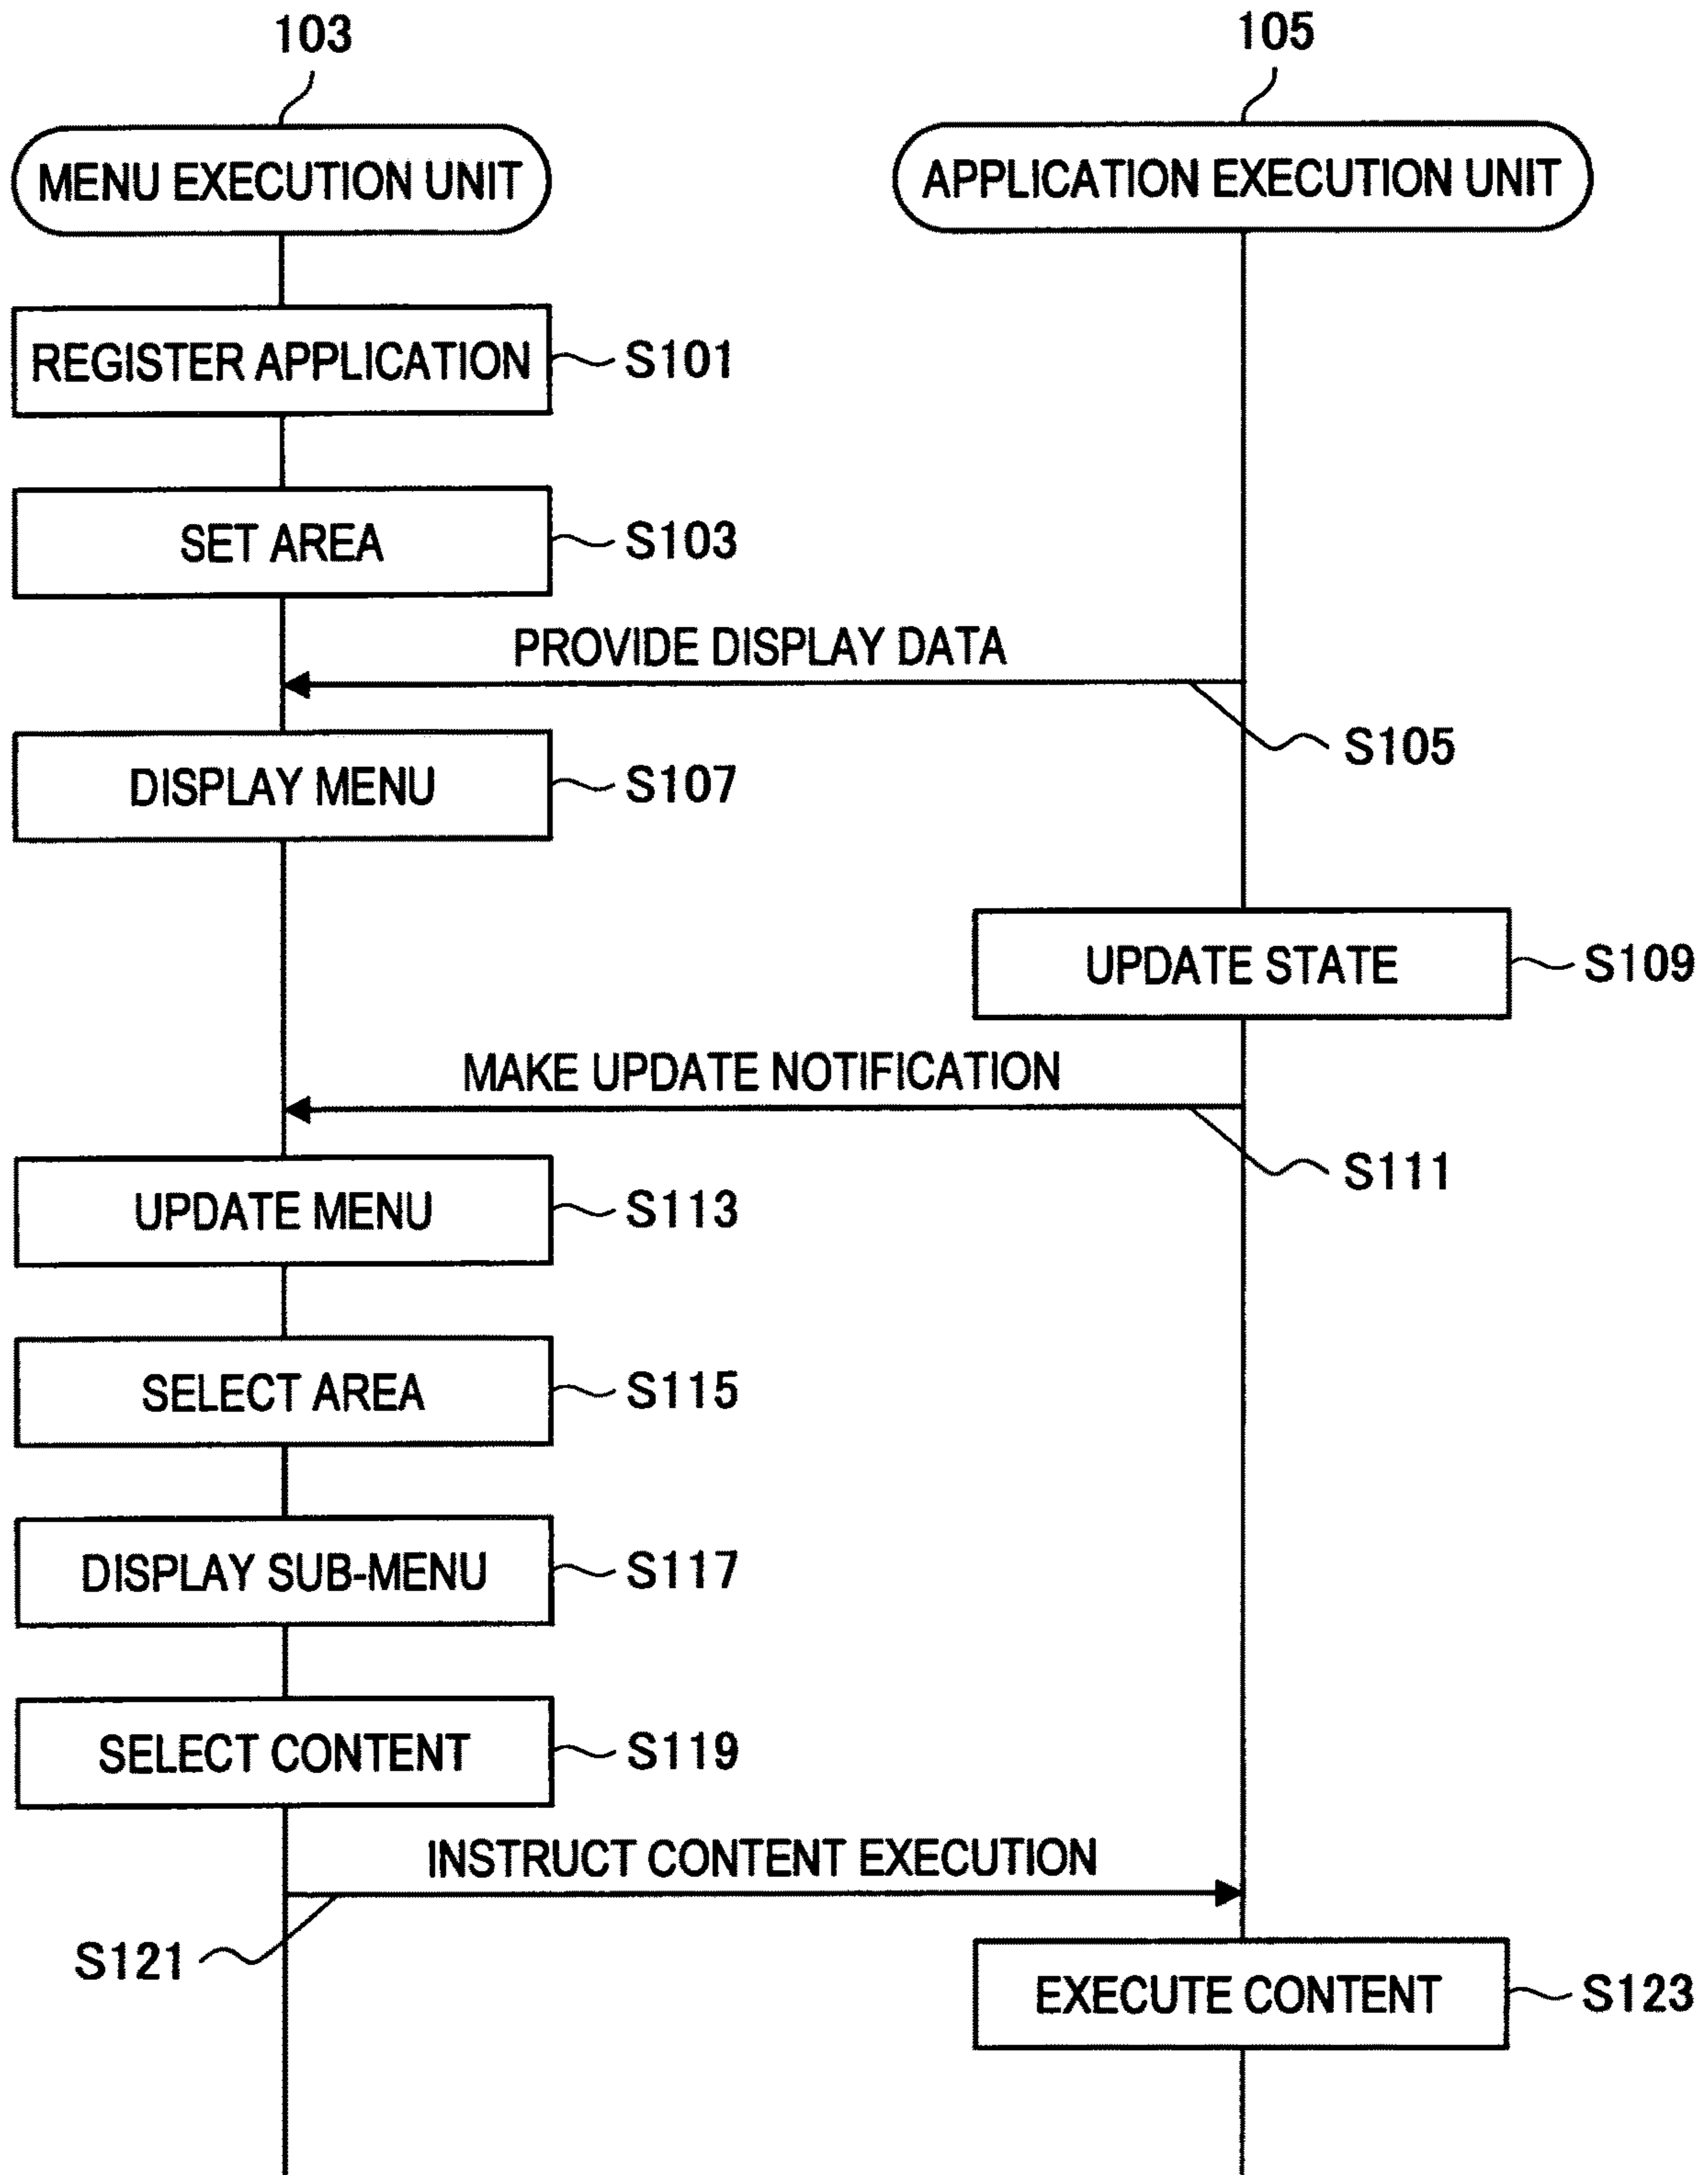 103
105
MENU EXECUTION UNIT
APPLICATION EXECUTION UNIT
REGISTER APPLICATION
S101
SET AREA
S103
PROVIDE DISPLAY DATA
S105
DISPLAY MENU
S107
UPDATE STATE
S109
MAKE UPDATE NOTIFICATION
S111
UPDATE MENU
S113
SELECT AREA
S115
DISPLAY SUB-MENU
S117
SELECT CONTENT
S119
INSTRUCT CONTENT EXECUTION
S121
EXECUTE CONTENT
S123